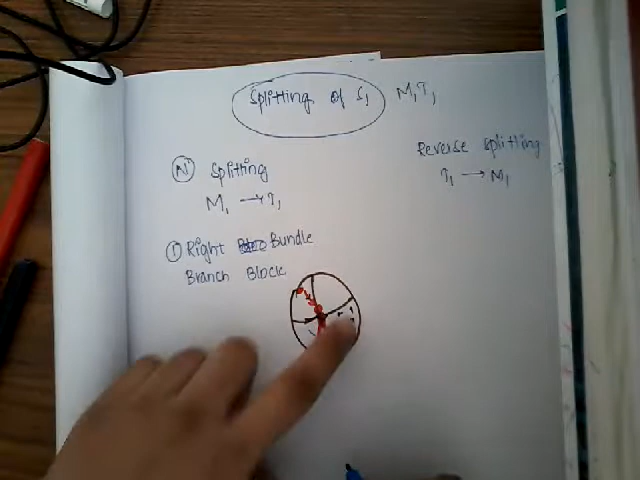 Splitting of S1 M1T1
Reverse splitting
T1 → M1
(N) Splitting
M1 → T1
① Right Bundle
Branch Block